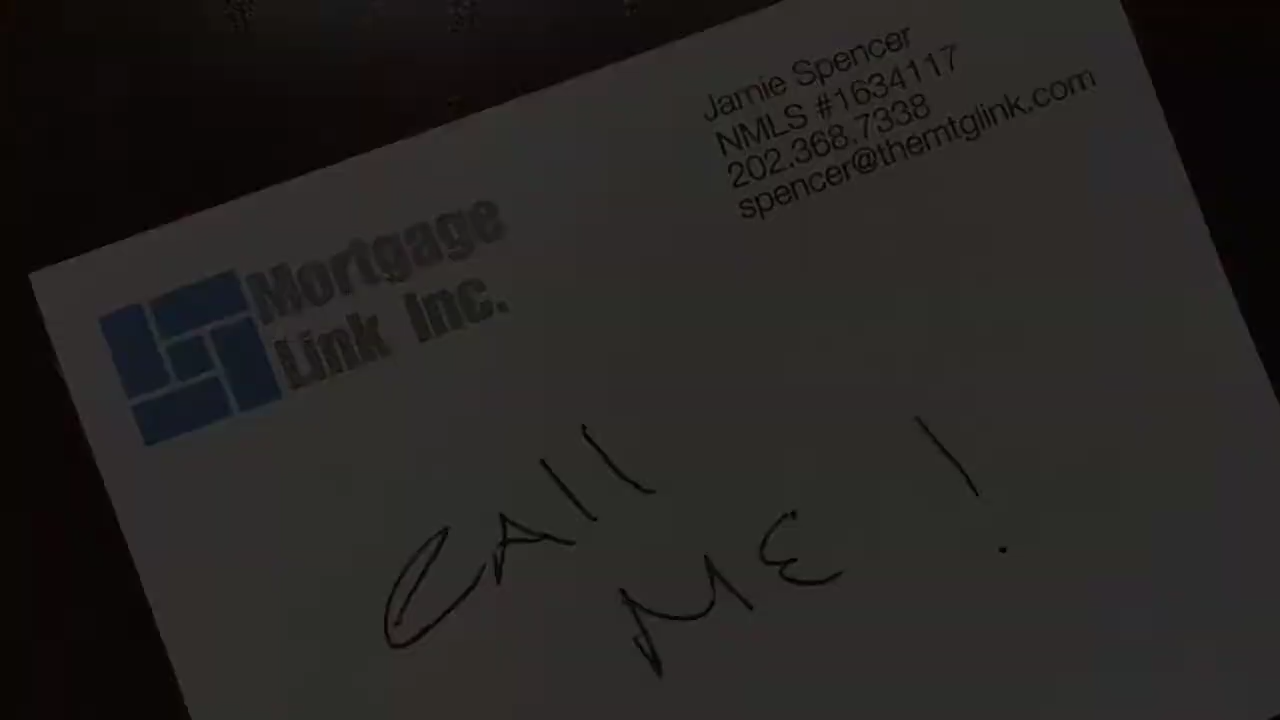 Jamie Spencer
NMLS #1634117
202.368.7338
spencer@themtglink.com
Mortgage
Link Inc.
CAll
ME !